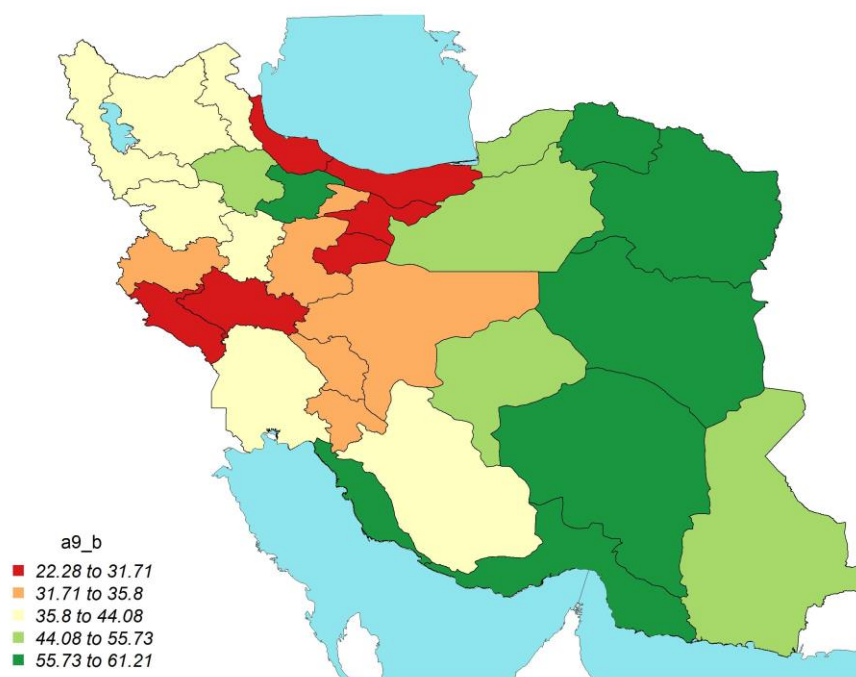 a9_b
22.28 to 31.71
31.71 to 35.8
35.8 to 44.08
44.08 to 55.73
55.73 to 61.21